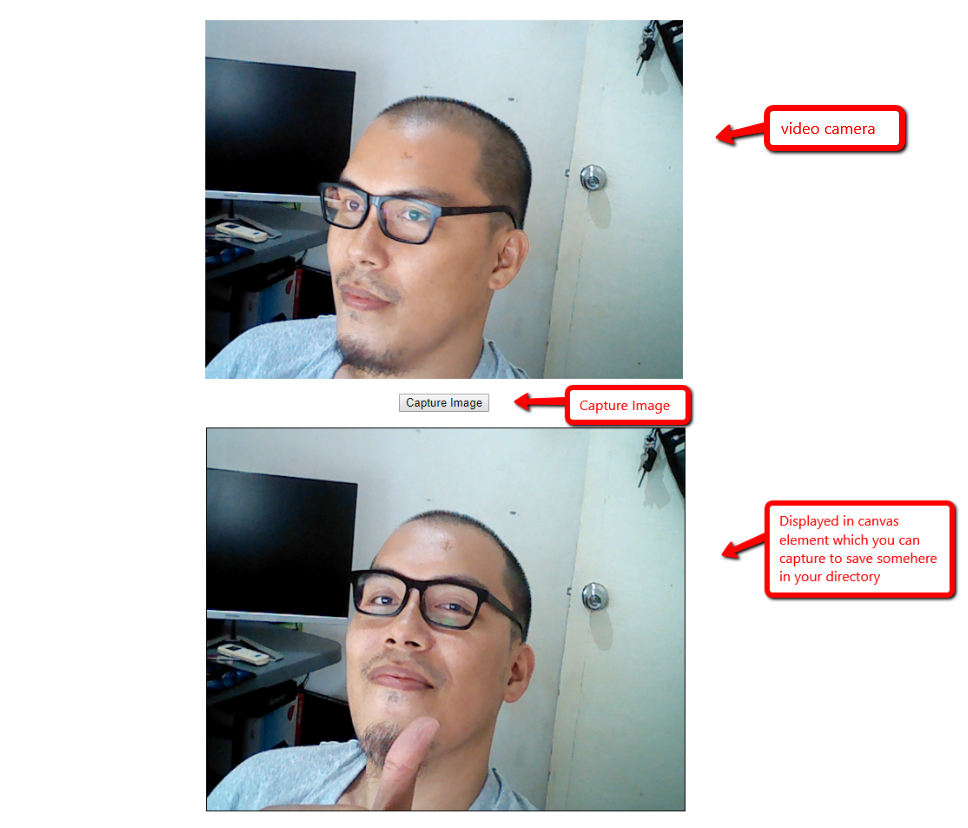 video camera
Capture Image
Capture Image
Displayed in canvas
element which you can
capture to save somehere
in your directory